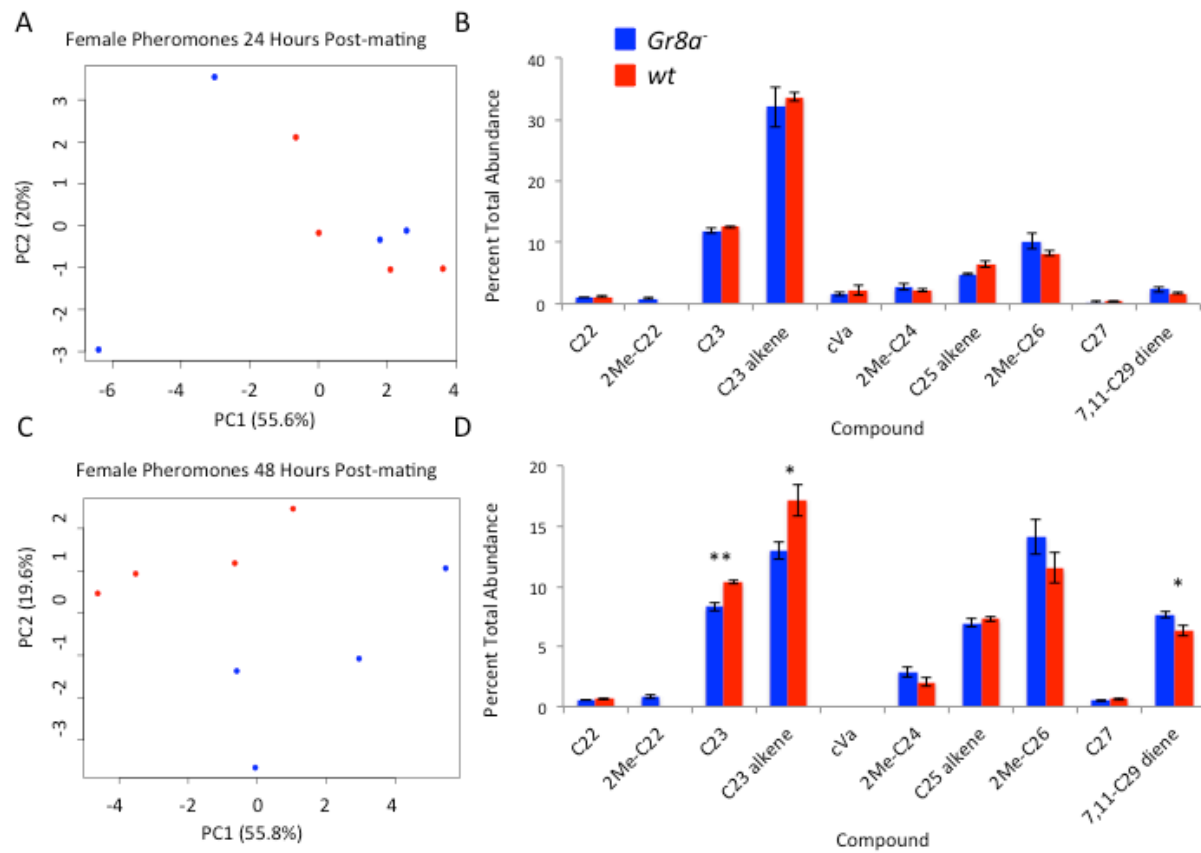 A
Female Pheromones 24 Hours Post-mating
3
2
1
0
-1
-2
-3
PC2 (20%)
-6
-4
-2
0
2
4
PC1 (55.6%)
B
Gr8a-
wt
40
30
20
10
0
Percent Total Abundance
C22
2Me-C22
C23
C23 alkene
cVa
2Me-C24
C25 alkene
2Me-C26
C27
7,11-C29 diene
Compound
C
Female Pheromones 48 Hours Post-mating
2
1
0
-1
-2
-3
PC2 (19.6%)
-4
-2
0
2
4
PC1 (55.8%)
D
20
15
10
5
0
Percent Total Abundance
**
*
*
C22
2Me-C22
C23
C23 alkene
cVa
2Me-C24
C25 alkene
2Me-C26
C27
7,11-C29 diene
Compound